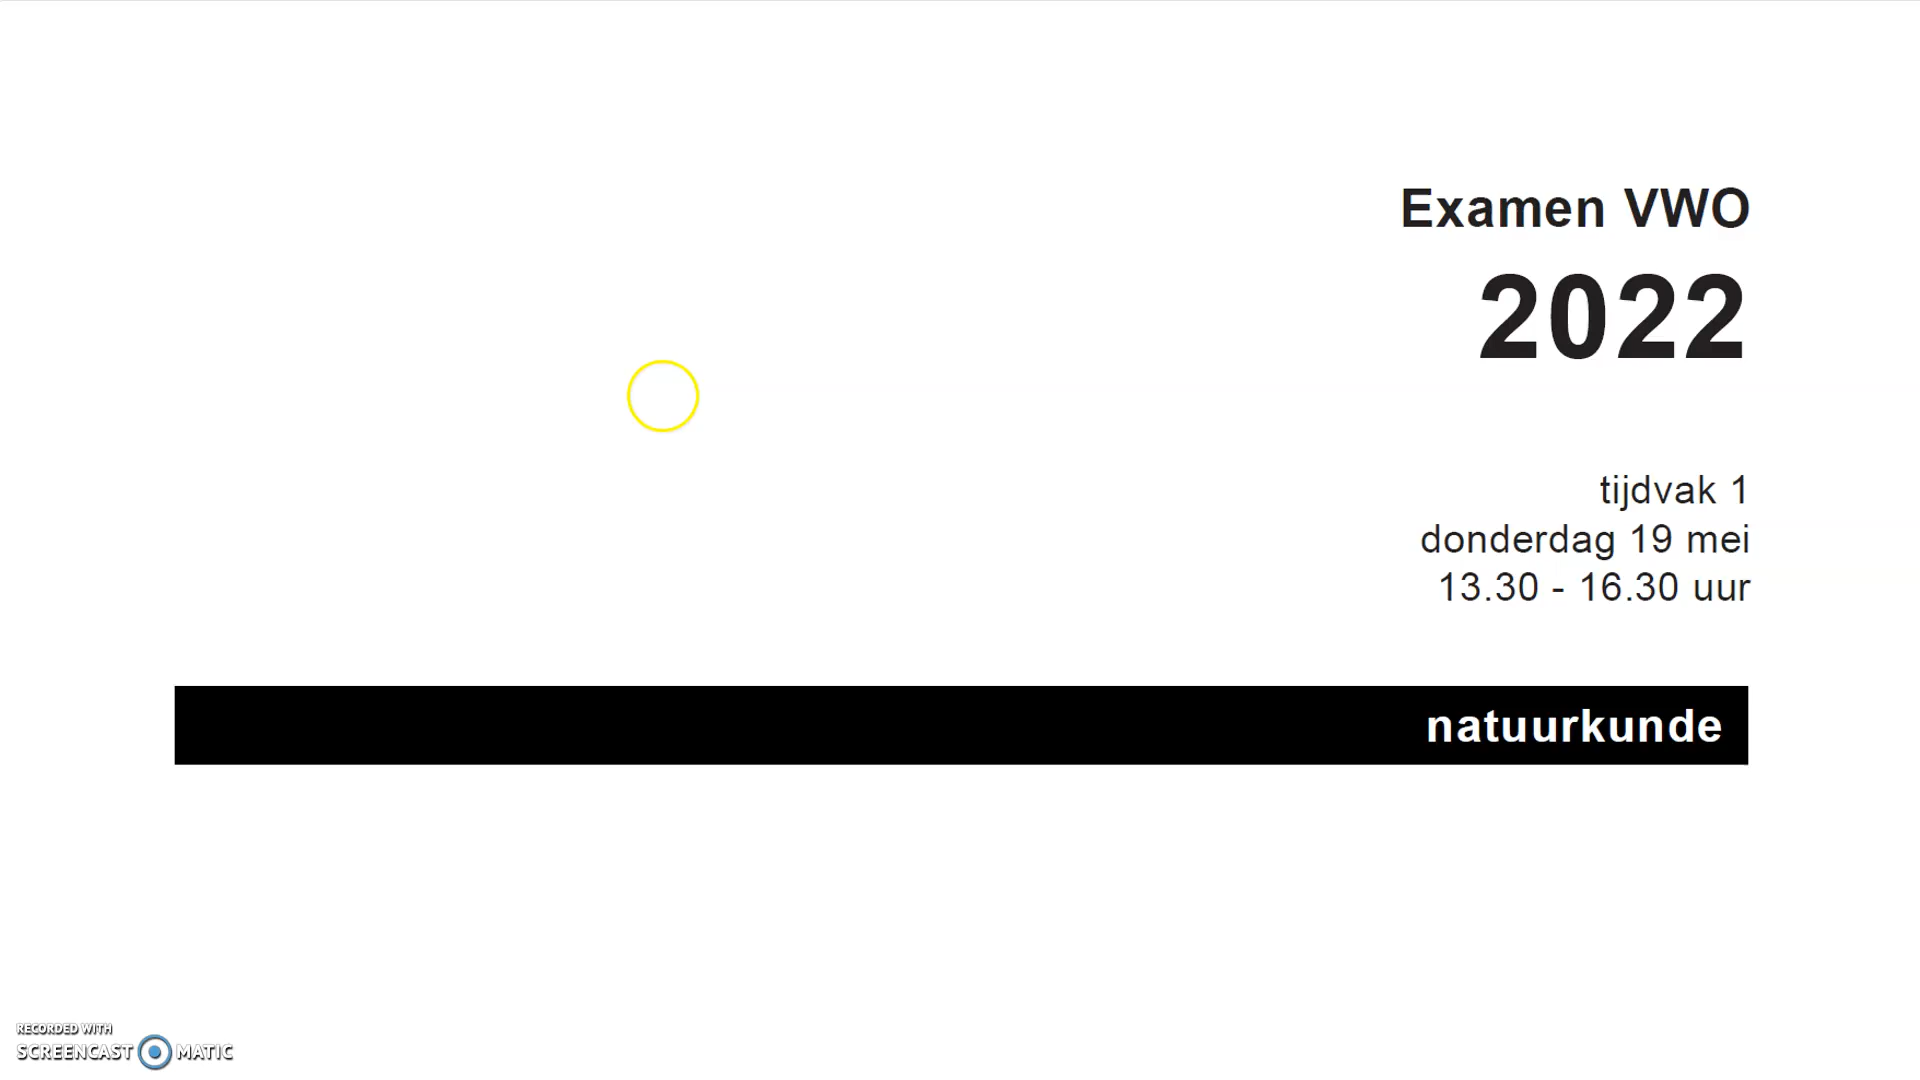 Examen VWO
2022
tijdvak 1
donderdag 19 mei
13.30 - 16.30 uur
natuurkunde
RECORDED WITH
SCREENCAST MATIC